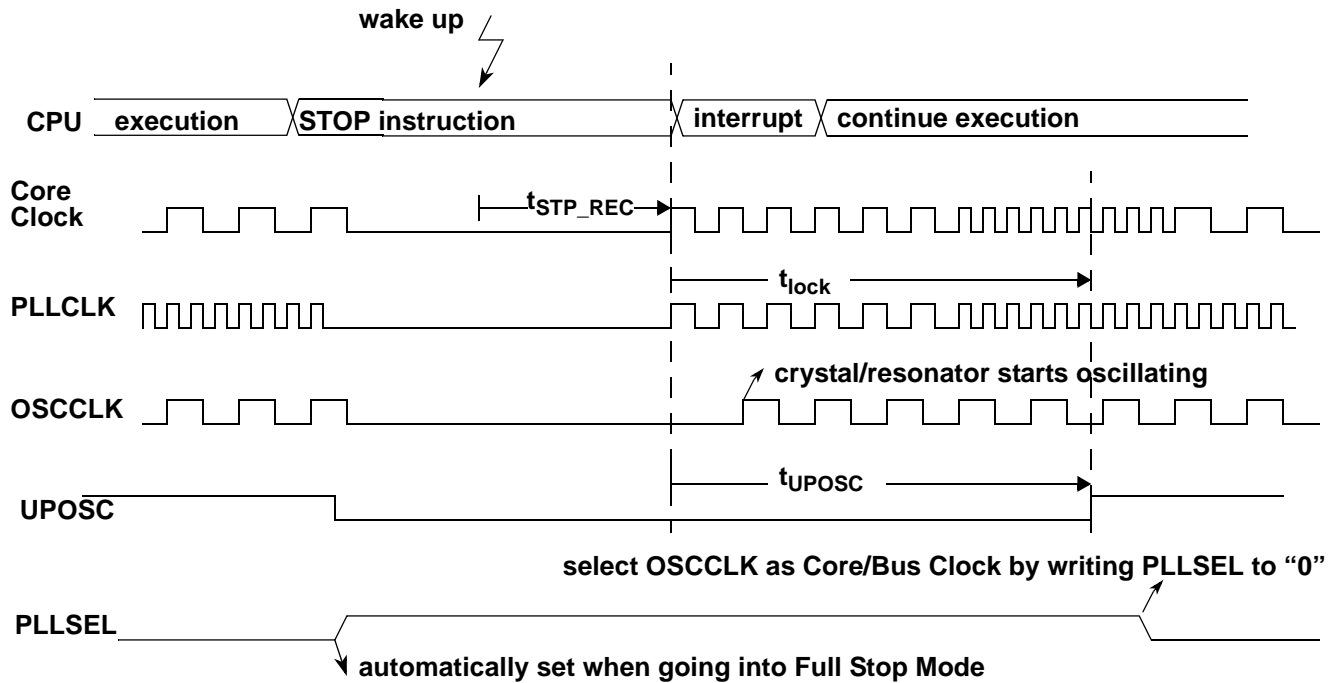 wake up
CPU execution STOP instruction interrupt continue execution
Core
Clock
tSTP_REC
tlock
PLLCLK
crystal/resonator starts oscillating
OSCCLK
tUPOSC
UPOSC
select OSCCLK as Core/Bus Clock by writing PLLSEL to “0”
PLLSEL
automatically set when going into Full Stop Mode